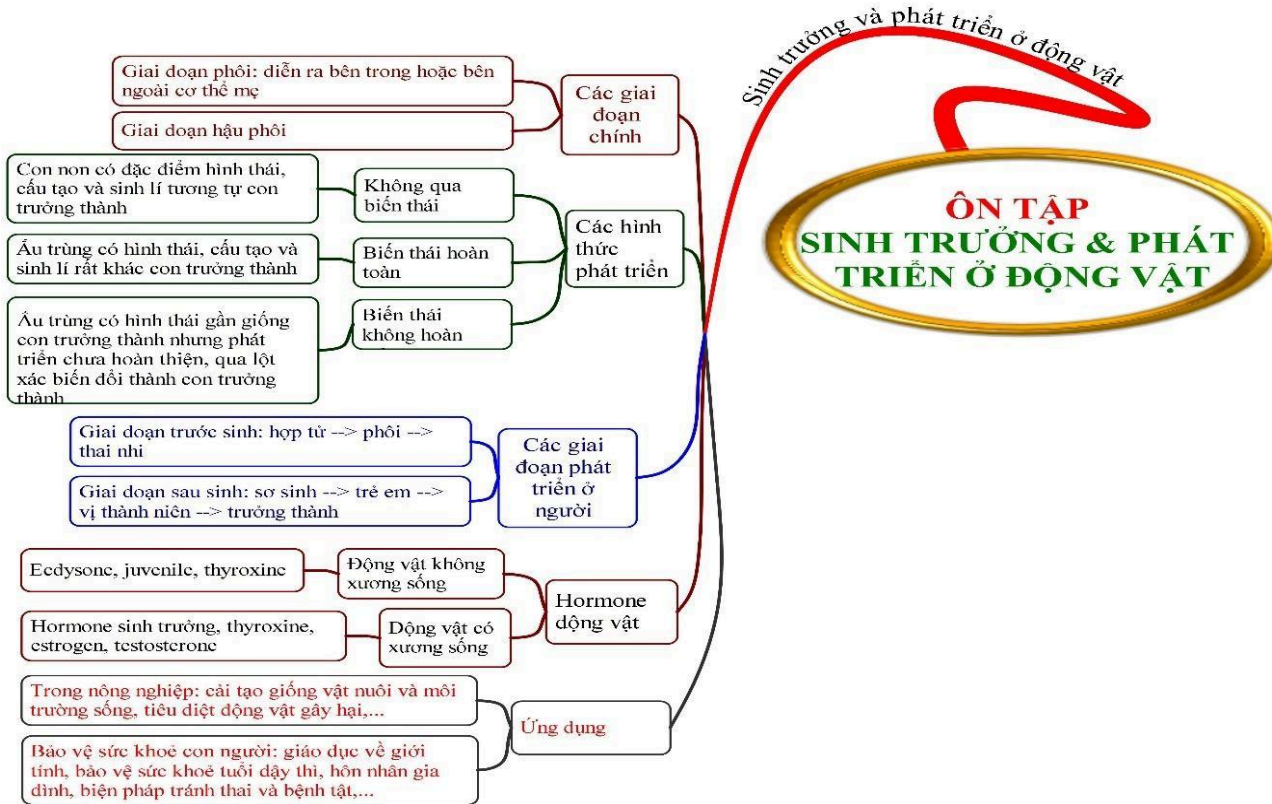 Sinh trưởng và phát triển ở động vật
ÔN TẬP
SINH TRƯỞNG & PHÁT
TRIỂN Ở ĐỘNG VẬT
Các giai
đoạn
chính
Giai đoạn phôi: diễn ra bên trong hoặc bên
ngoài cơ thể mẹ
Giai đoạn hậu phôi
Các hình
thức
phát triển
Không qua
biến thái
Con non có đặc điểm hình thái,
cấu tạo và sinh lí tương tự con
trưởng thành
Biến thái hoàn
toàn
Ấu trùng có hình thái, cấu tạo và
sinh lí rất khác con trưởng thành
Biến thái
không hoàn
Ấu trùng có hình thái gần giống
con trưởng thành nhưng phát
triển chưa hoàn thiện, qua lột
xác biến đổi thành con trưởng
thành
Các giai
đoạn phát
triển ở
người
Giai đoạn trước sinh: hợp tử --> phôi -->
thai nhi
Giai đoạn sau sinh: sơ sinh --> trẻ em -->
vị thành niên --> trưởng thành
Hormone
động vật
Động vật không
xương sống
Ecdysone, juvenile, thyroxine
Động vật có
xương sống
Hormone sinh trưởng, thyroxine,
estrogen, testosterone
Ứng dụng
Trong nông nghiệp: cải tạo giống vật nuôi và môi
trường sống, tiêu diệt động vật gây hại,...
Bảo vệ sức khoẻ con người: giáo dục về giới
tính, bảo vệ sức khoẻ tuổi dậy thì, hôn nhân gia
đình, biện pháp tránh thai và bệnh tật,...